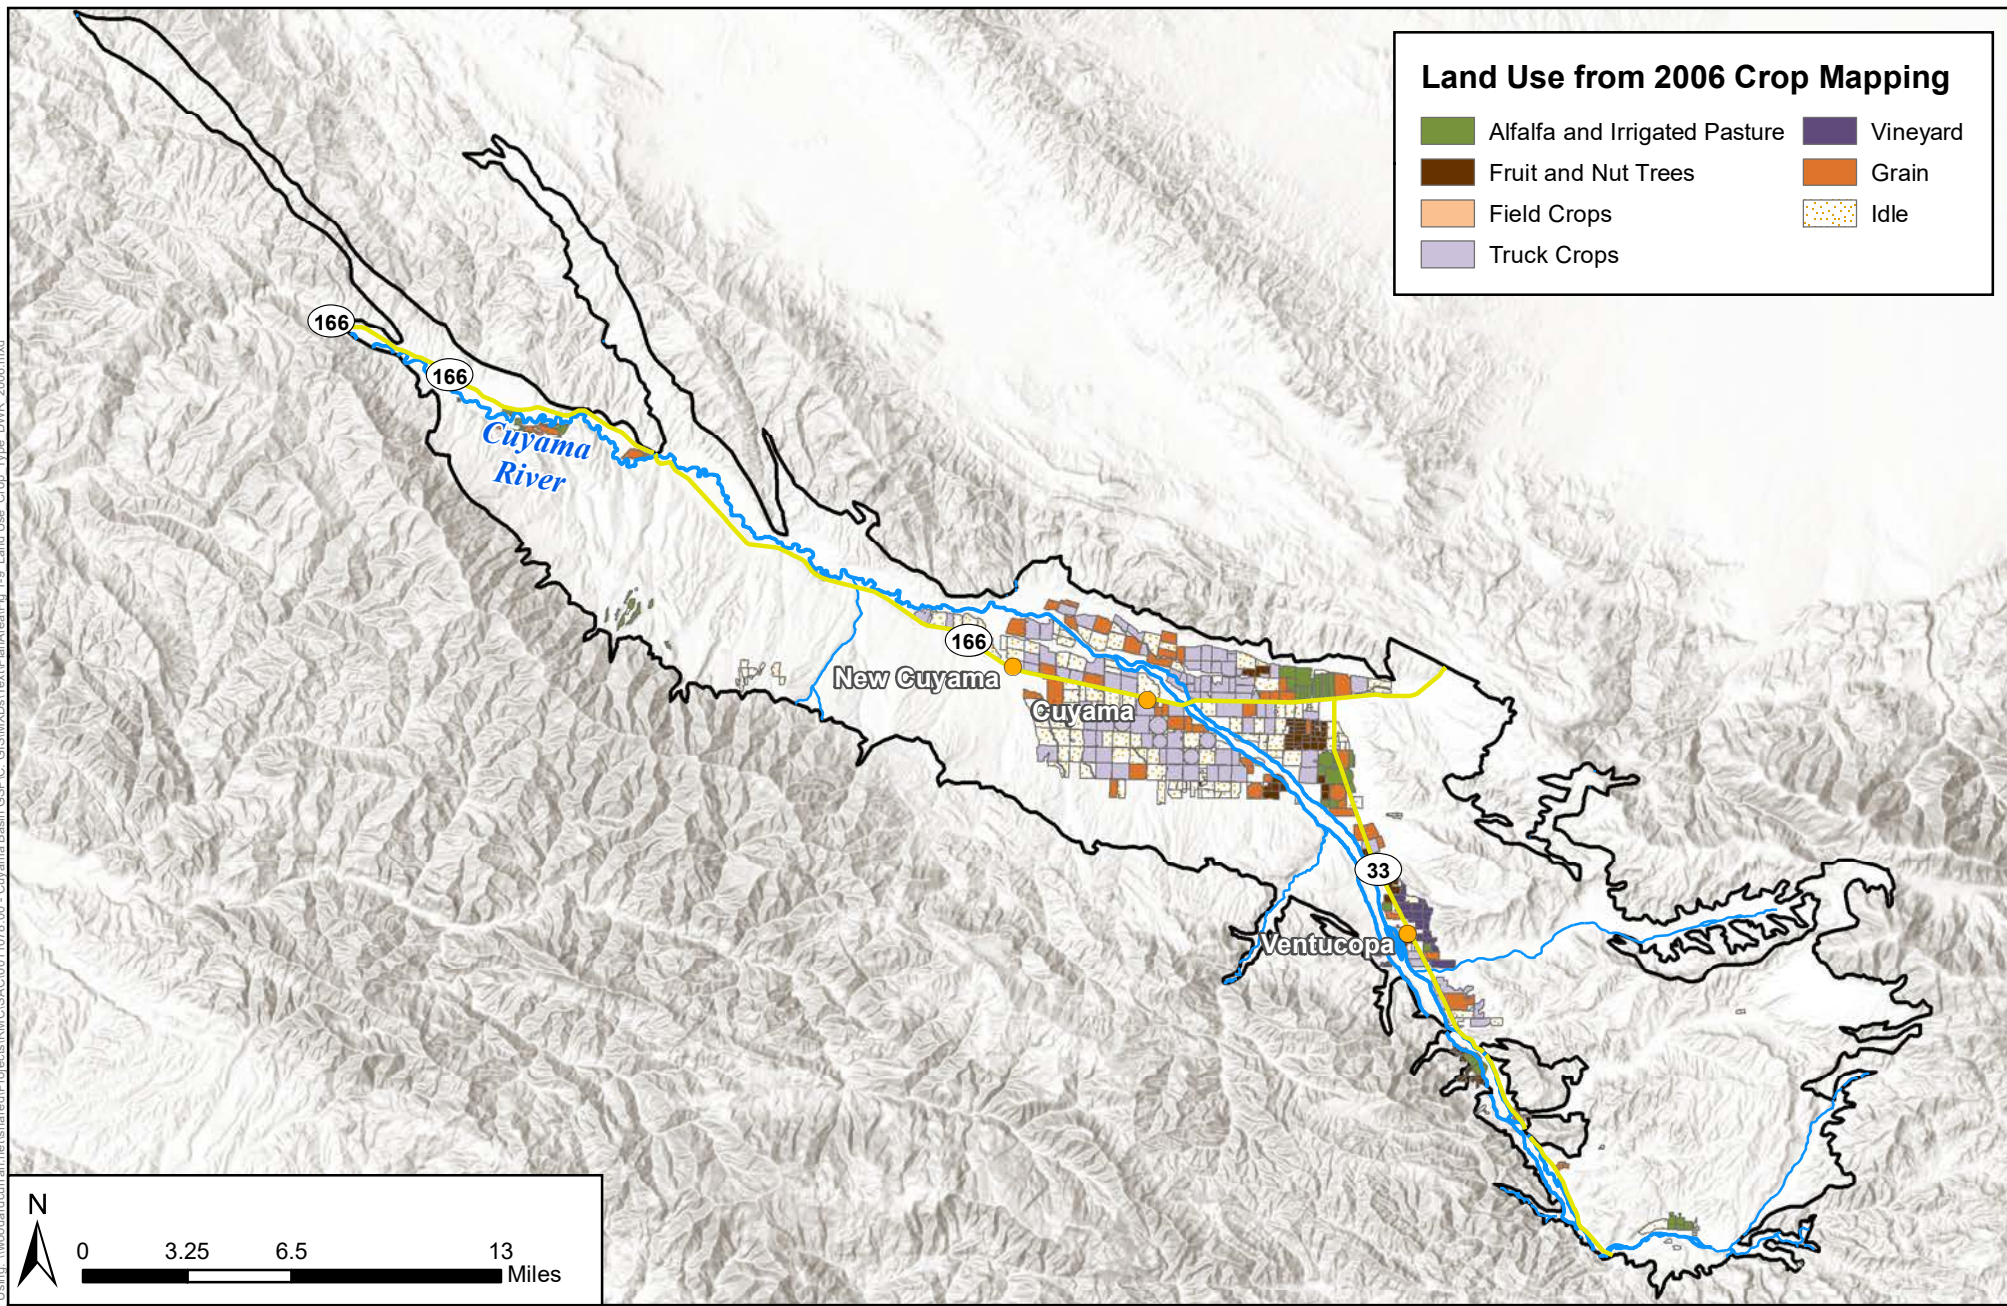 Land Use from 2006 Crop Mapping
Alfalfa and Irrigated Pasture
Vineyard
Fruit and Nut Trees
Grain
Field Crops
Idle
Truck Crops
166
166
Cuyama
River
166
New Cuyama
Cuyama
33
Ventucopa
N
0 3.25 6.5 13
Miles